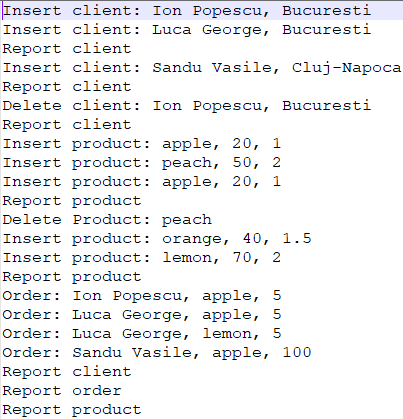 Insert client: Ion Popescu, Bucuresti
Insert client: Luca George, Bucuresti
Report client
Insert client: Sandu Vasile, Cluj-Napoca
Report client
Delete client: Ion Popescu, Bucuresti
Report client
Insert product: apple, 20, 1
Insert product: peach, 50, 2
Insert product: apple, 20, 1
Report product
Delete Product: peach
Insert product: orange, 40, 1.5
Insert product: lemon, 70, 2
Report product
Order: Ion Popescu, apple, 5
Order: Luca George, apple, 5
Order: Luca George, lemon, 5
Order: Sandu Vasile, apple, 100
Report client
Report order
Report product